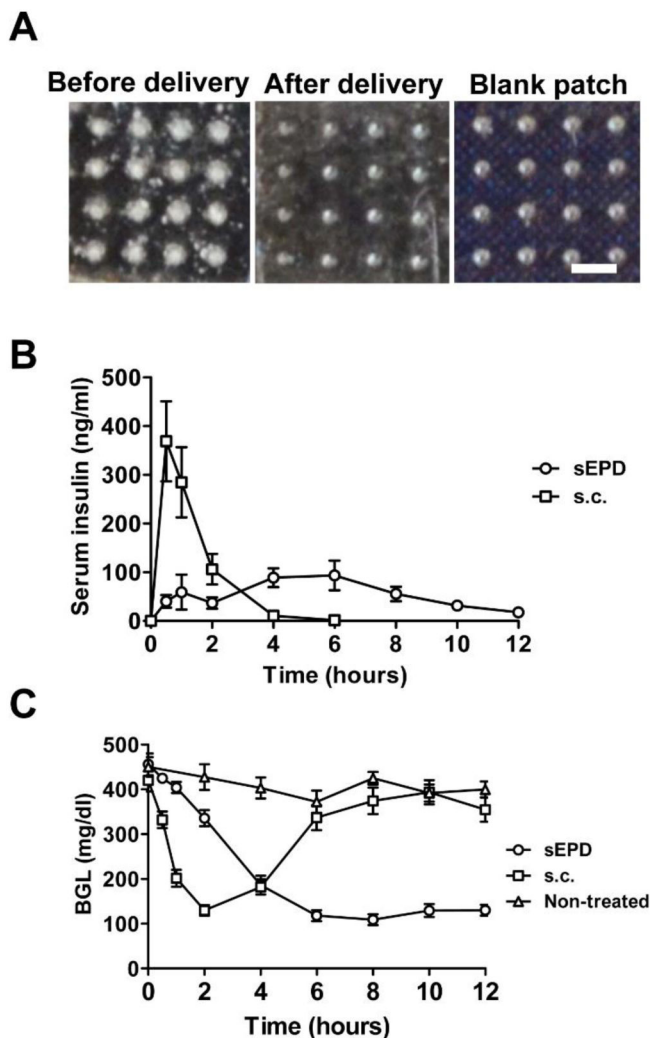 A
Before delivery After delivery Blank patch
B
500
400
300
200
100
0
Serum insulin (ng/ml)
sEPD
s.c.
0 2 4 6 8 10 12
Time (hours)
C
500
400
300
200
100
0
BGL (mg/dl)
sEPD
s.c.
Non-treated
0 2 4 6 8 10 12
Time (hours)